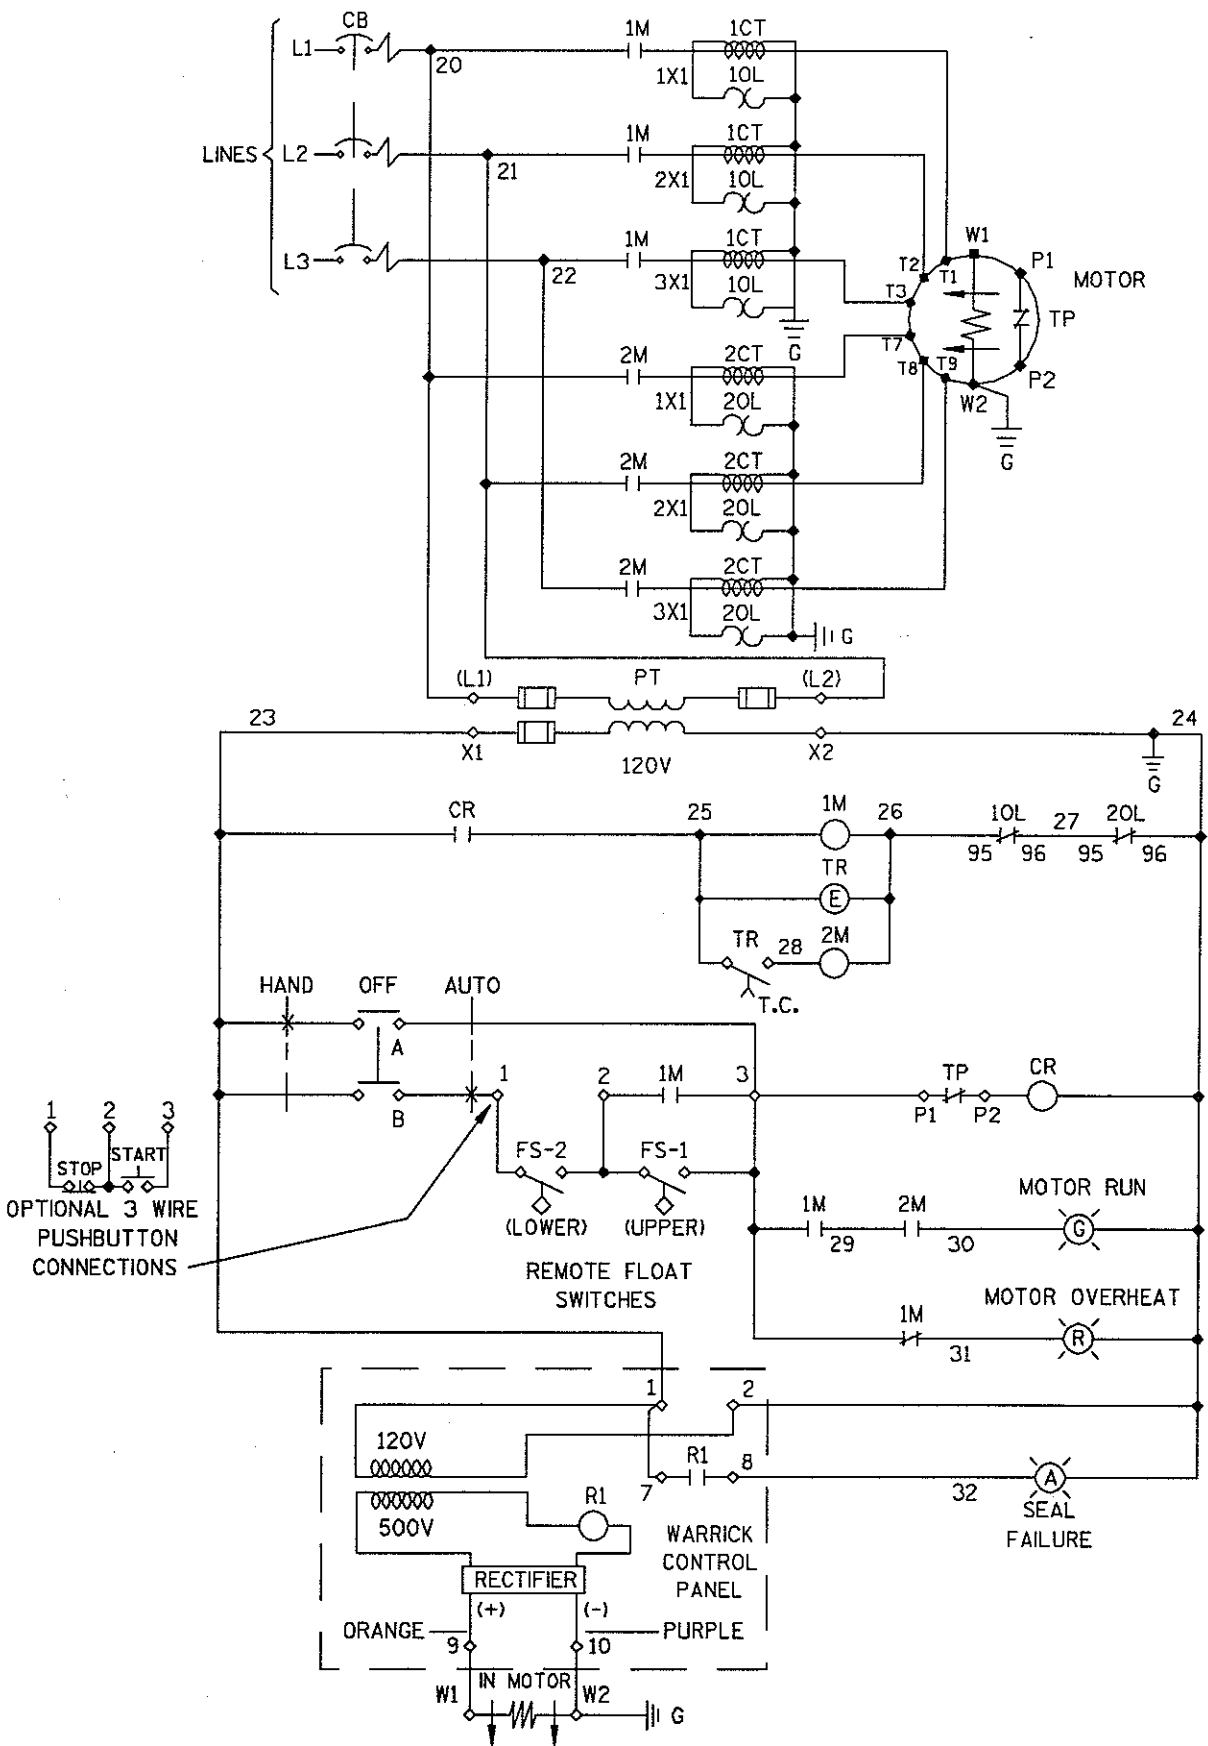 CB
L1
20
1M
1CT
1X1
1OL
LINES
L2
21
1M
1CT
2X1
1OL
L3
22
1M
1CT
3X1
1OL
G
W1
T2
T1
P1
MOTOR
T3
TP
T7
T8
T9
P2
W2
G
2M
2CT
1X1
2OL
2M
2CT
2X1
2OL
2M
2CT
3X1
2OL
G
(L1)
PT
(L2)
23
X1
120V
X2
24
G
CR
25
1M
26
1OL
27
2OL
95
96
95
96
TR
E
TR
28
2M
T.C.
HAND
OFF
AUTO
A
B
1
2
1M
3
TP
CR
P1
P2
1
2
3
STOP
START
OPTIONAL 3 WIRE
PUSHBUTTON
CONNECTIONS
FS-2
FS-1
(LOWER)
(UPPER)
REMOTE FLOAT
SWITCHES
MOTOR RUN
1M
2M
29
30
G
MOTOR OVERHEAT
1M
31
R
1
2
120V
7
R1
8
32
A
SEAL
FAILURE
500V
R1
WARRICK
CONTROL
PANEL
RECTIFIER
(+)
(-)
ORANGE
PURPLE
9
10
IN MOTOR
W1
W2
G